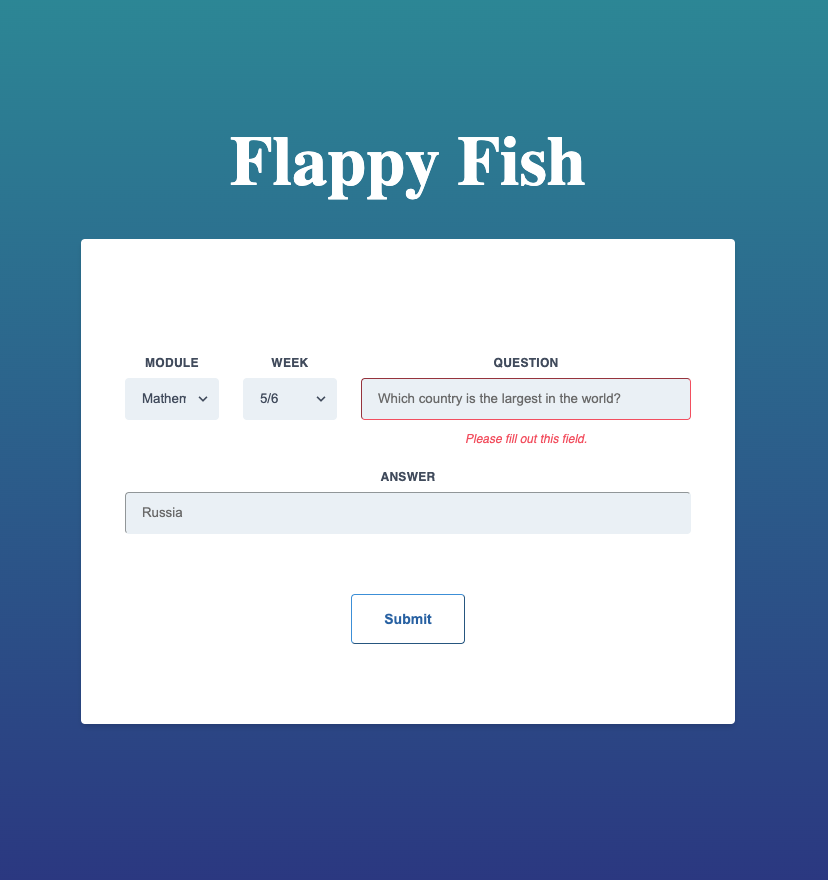 Flappy Fish
MODULE WEEK QUESTION
Mathem 5/6 Which country is the largest in the world?
Please fill out this field.
ANSWER
Russia
Submit